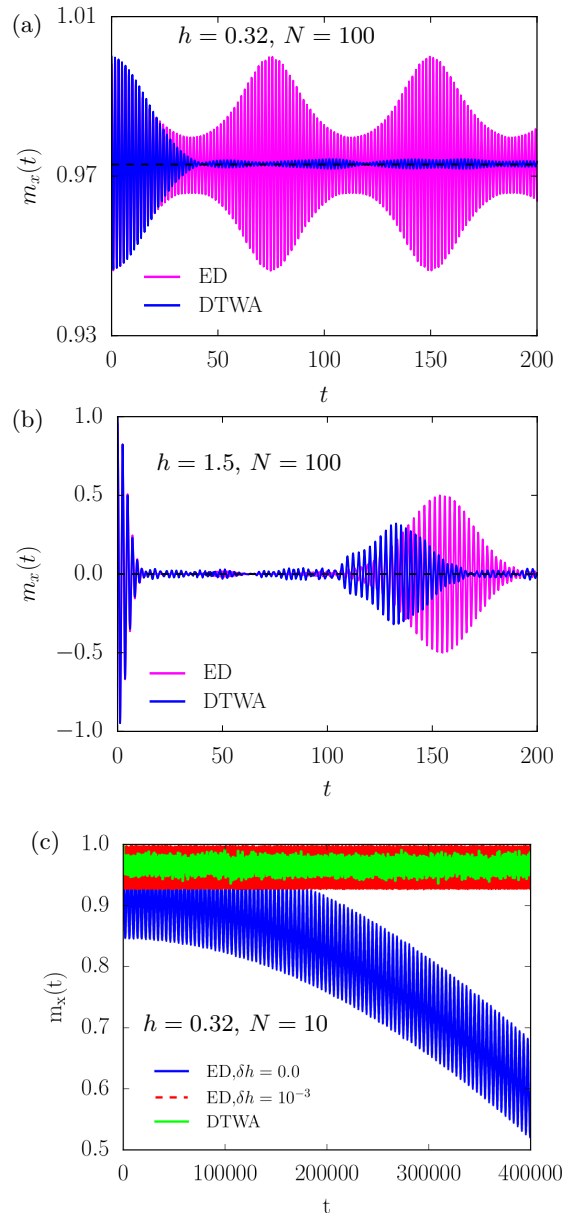 (a)
1.01
h = 0.32, N = 100
m_x(t)
0.97
ED
DTWA
0.93
0 50 100 150 200
t
(b)
1.0
h = 1.5, N = 100
0.5
m_x(t)
0.0
−0.5
ED
DTWA
−1.0
0 50 100 150 200
t
(c)
1.0
0.9
0.8
m_x(t)
0.7
h = 0.32, N = 10
ED,δh = 0.0
0.6
ED,δh = 10⁻³
DTWA
0.5
0 100000 200000 300000 400000
t